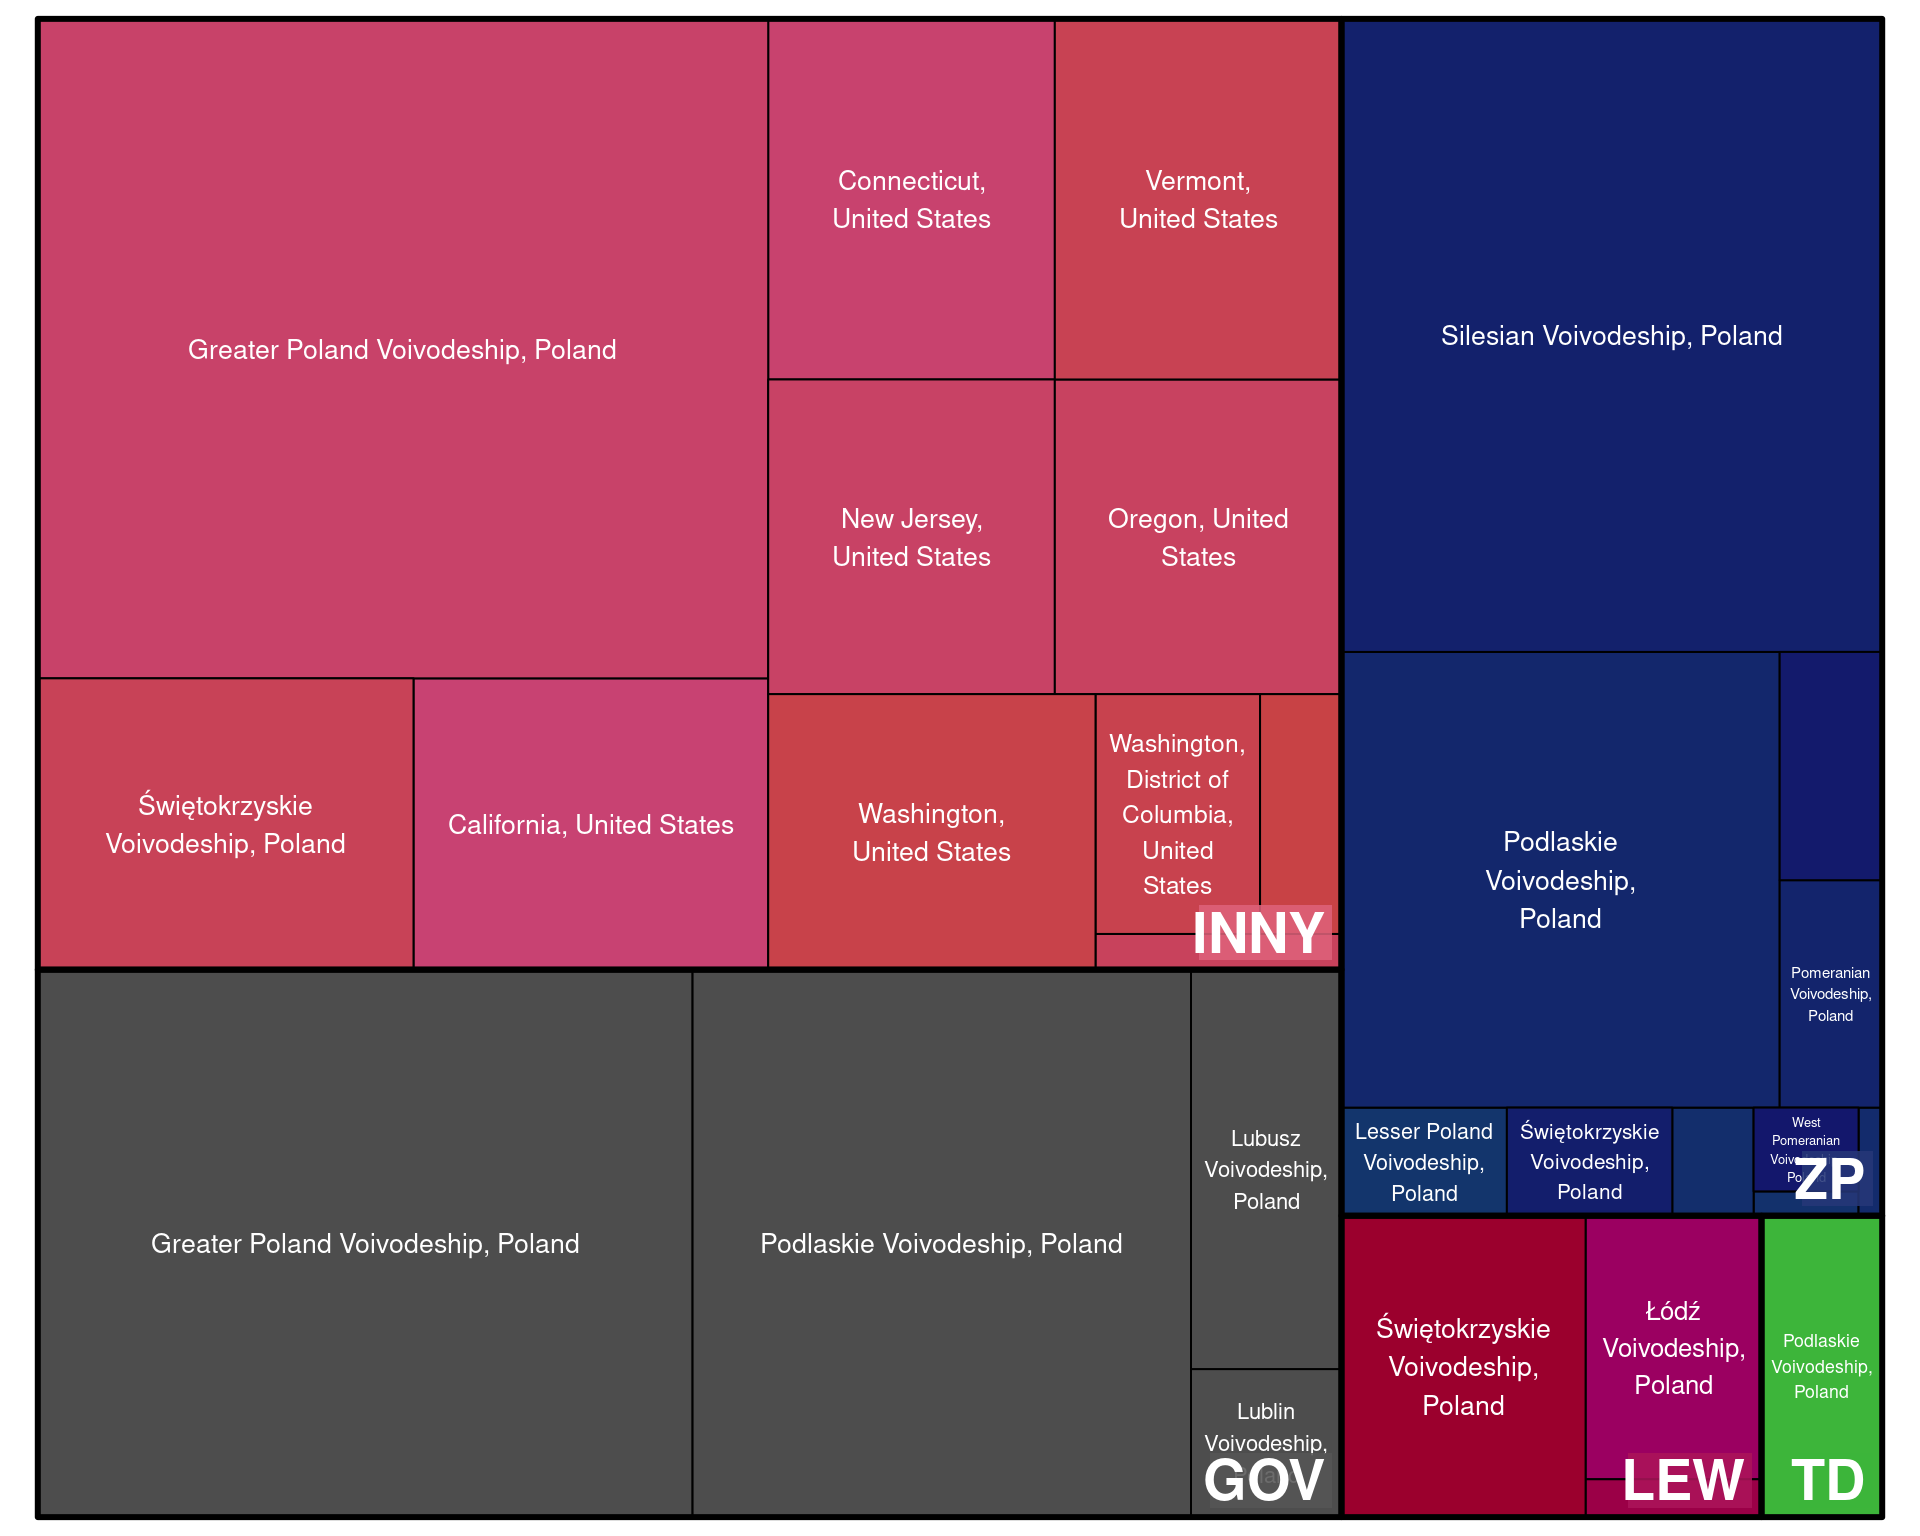 Greater Poland Voivodeship, Poland
Connecticut,
United States
Vermont,
United States
New Jersey,
United States
Oregon, United
States
Świętokrzyskie
Voivodeship, Poland
California, United States
Washington,
United States
Washington,
District of
Columbia,
United
States
INNY
Greater Poland Voivodeship, Poland
Podlaskie Voivodeship, Poland
Lubusz
Voivodeship,
Poland
Lublin
Voivodeship,
GOV
Silesian Voivodeship, Poland
Podlaskie
Voivodeship,
Poland
Pomeranian
Voivodeship,
Poland
Lesser Poland
Voivodeship,
Poland
Świętokrzyskie
Voivodeship,
Poland
West
Pomeranian
ZP
Świętokrzyskie
Voivodeship,
Poland
Łódź
Voivodeship,
Poland
LEW
Podlaskie
Voivodeship,
Poland
TD